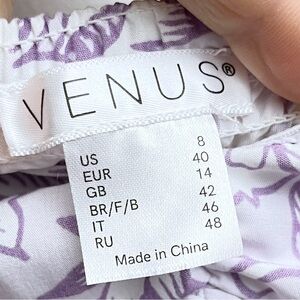 VENUS®
US 8
EUR 40
GB 14
BR/F/B 42
IT 46
RU 48
Made in China